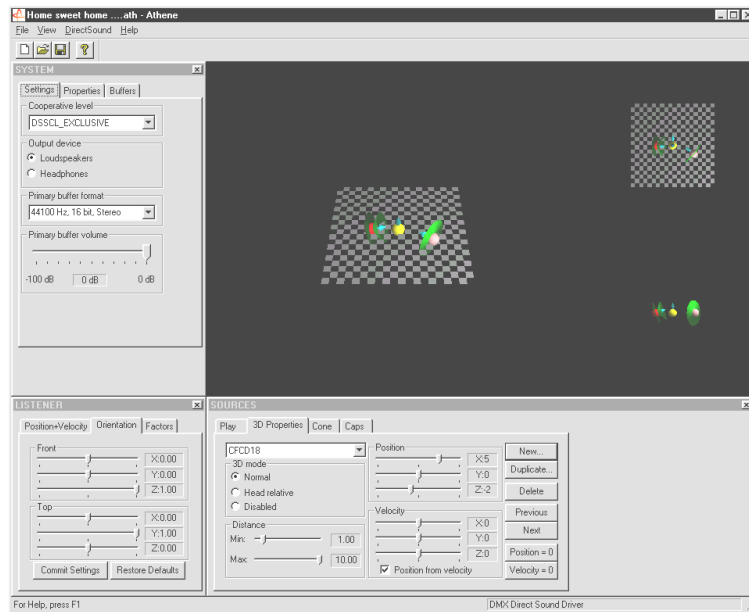 Home sweet home ....ath - Athene
File View DirectSound Help
SYSTEM
Settings Properties Buffers
Cooperative level
DSSCL_EXCLUSIVE
Output device
Loudspeakers
Headphones
Primary buffer format
44100 Hz, 16 bit, Stereo
Primary buffer volume
-100 dB 0 dB 0 dB
LISTENER
Position+Velocity Orientation Factors
Front
X:0.00
Y:0.00
Z:1.00
Top
X:0.00
Y:1.00
Z:0.00
Commit Settings Restore Defaults
SOURCES
Play 3D Properties Cone Caps
CFCD18
3D mode
Normal
Head relative
Disabled
Distance
Min: 1.00
Max: 10.00
Position
X:5
Y:0
Z:-2
Velocity
X:0
Y:0
Z:0
Position from velocity
New...
Duplicate...
Delete
Previous
Next
Position = 0
Velocity = 0
For Help, press F1
DMX Direct Sound Driver